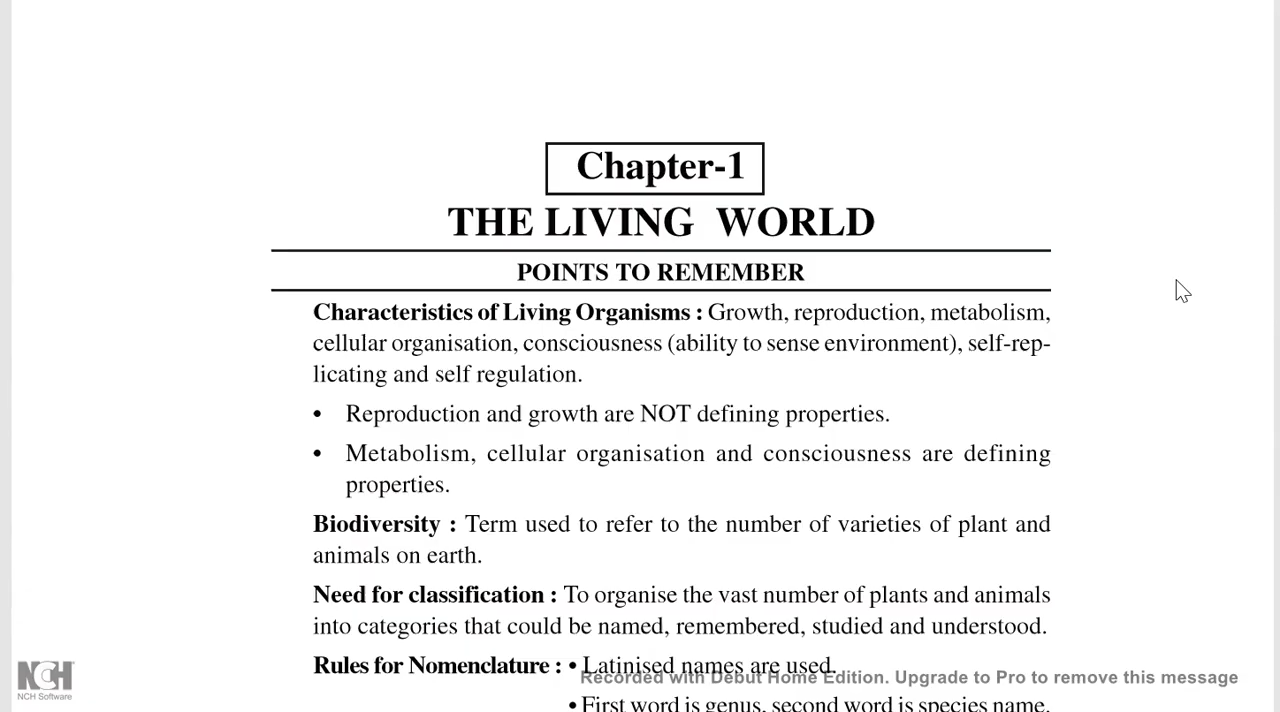 Chapter-1
THE LIVING WORLD
POINTS TO REMEMBER
Characteristics of Living Organisms : Growth, reproduction, metabolism,
cellular organisation, consciousness (ability to sense environment), self-rep-
licating and self regulation.
• Reproduction and growth are NOT defining properties.
• Metabolism, cellular organisation and consciousness are defining
properties.
Biodiversity : Term used to refer to the number of varieties of plant and
animals on earth.
Need for classification : To organise the vast number of plants and animals
into categories that could be named, remembered, studied and understood.
Rules for Nomenclature : • Latinised names are used.
Recorded with Debut Home Edition. Upgrade to Pro to remove this message
• First word is genus, second word is species name.
NCH
NCH Software